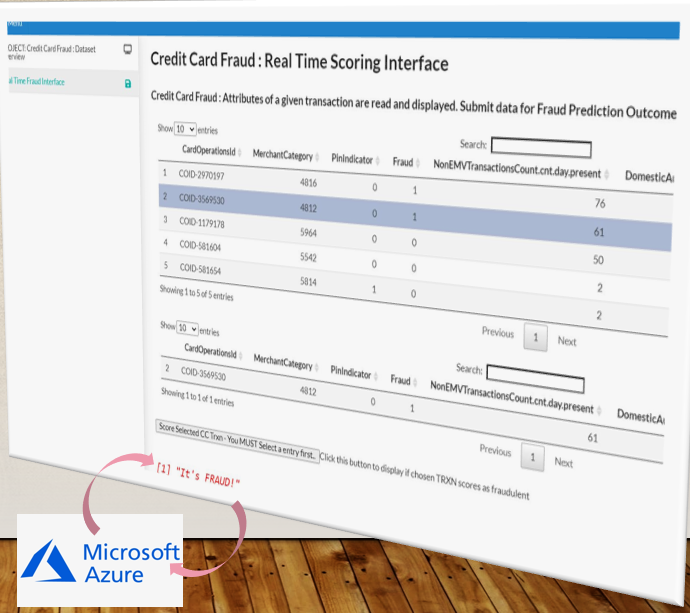 MENU
OJECT: Credit Card Fraud : Dataset
erview
al Time Fraud Interface
Credit Card Fraud : Real Time Scoring Interface
Credit Card Fraud : Attributes of a given transaction are read and displayed. Submit data for Fraud Prediction Outcome
Show 10 entries
Search:
CardOperationsId MerchantCategory PinIndicator Fraud NonEMVTransactionsCount.cnt.day.present DomesticAu
1 COID-2970197 4816 0 1 76
2 COID-3569530 4812 0 1 61
3 COID-1179178 5964 0 0 50
4 COID-581604 5542 0 0 2
5 COID-581654 5814 1 0 2
Showing 1 to 5 of 5 entries
Previous 1 Next
Show 10 entries
Search:
CardOperationsId MerchantCategory PinIndicator Fraud NonEMVTransactionsCount.cnt.day.present DomesticAu
2 COID-3569530 4812 0 1 61
Showing 1 to 1 of 1 entries
Previous 1 Next
Score Selected CC Trxn - You MUST Select a entry first.. Click this button to display if chosen TRXN scores as fraudulent
[1] "It's FRAUD!"
Microsoft
Azure